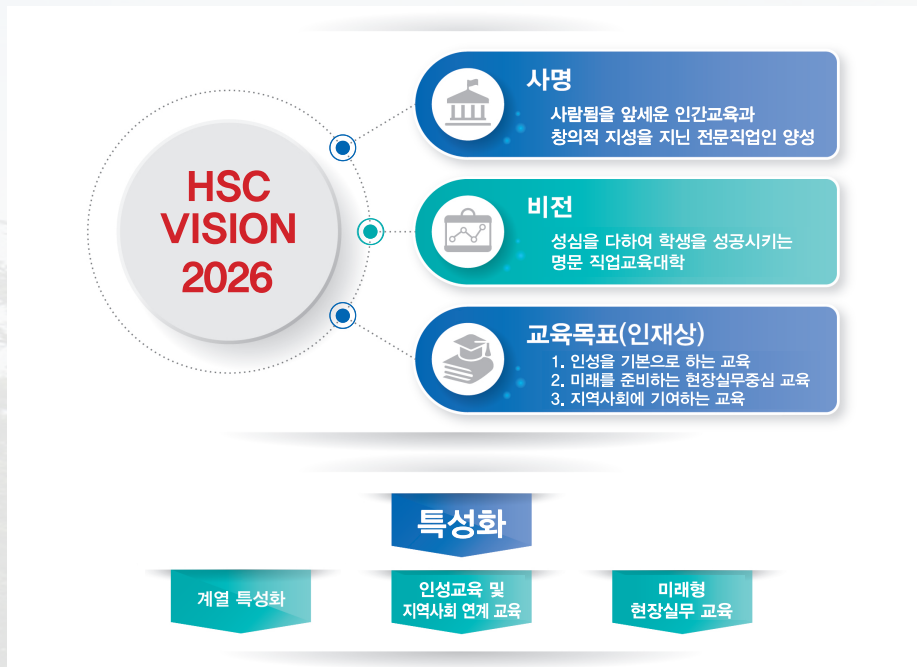 HSC
VISION
2026
사명
사람됨을 앞세운 인간교육과
창의적 지성을 지닌 전문직업인 양성
비전
성심을 다하여 학생을 성공시키는
명문 직업교육대학
교육목표(인재상)
1. 인성을 기본으로 하는 교육
2. 미래를 준비하는 현장실무중심 교육
3. 지역사회에 기여하는 교육
특성화
계열 특성화
인성교육 및
지역사회 연계 교육
미래형
현장실무 교육